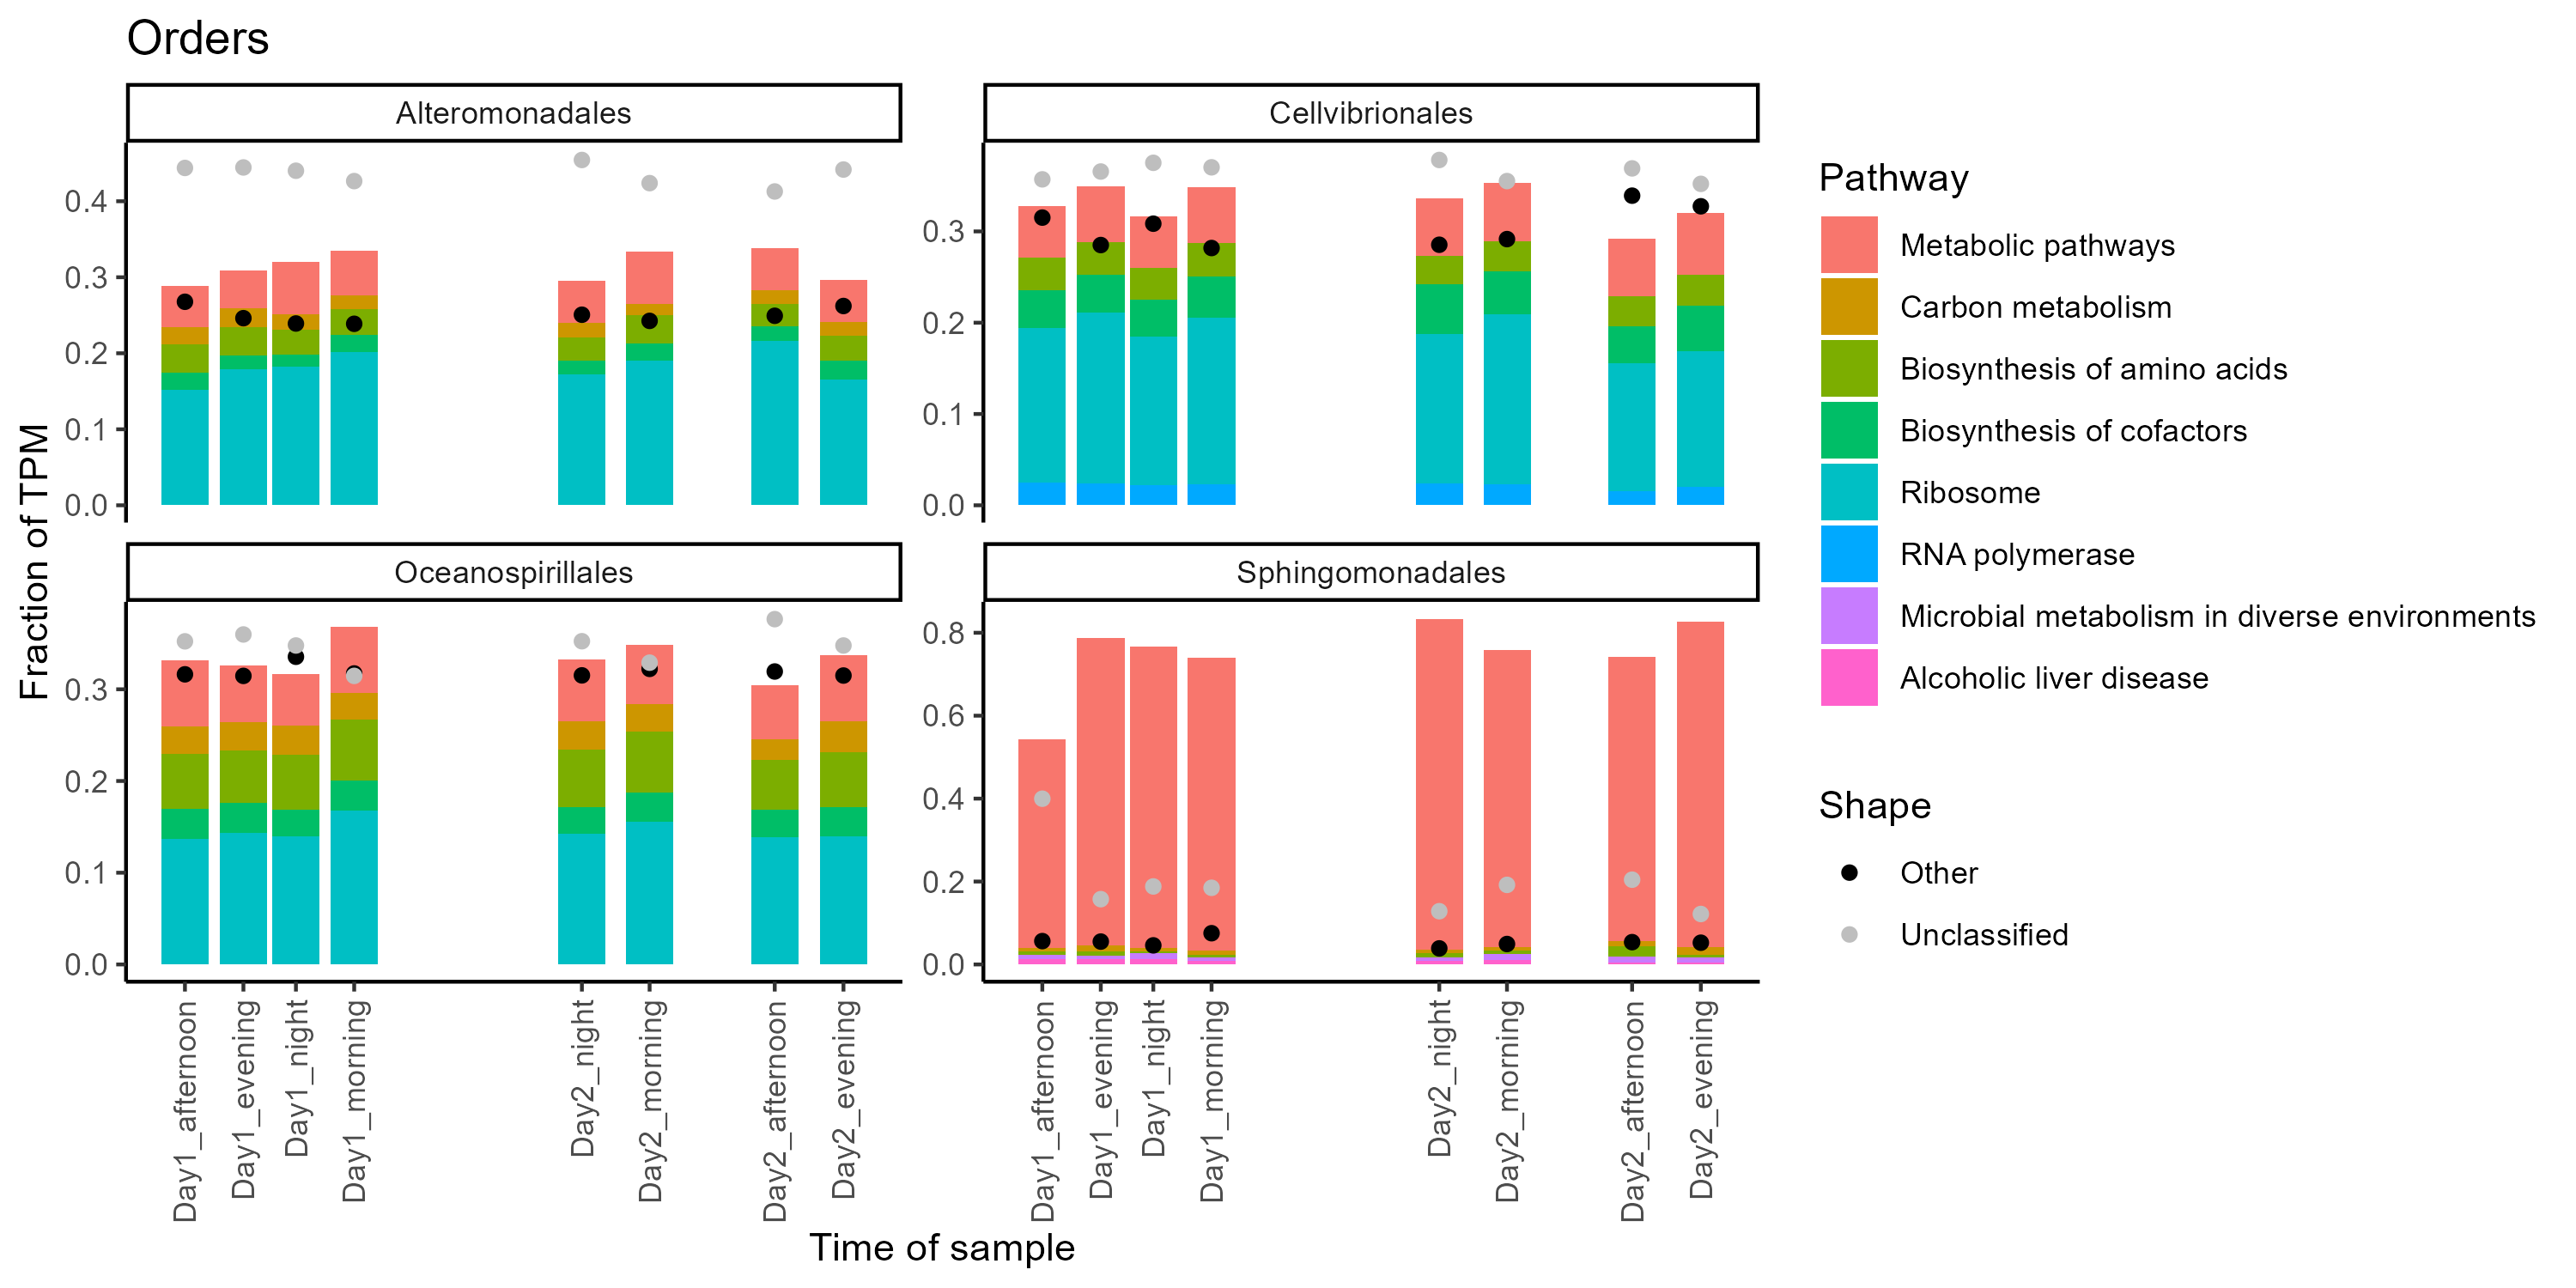 Orders
Alteromonadales
Cellvibrionales
0.4
0.3
0.2
0.1
0.0
0.3
0.2
0.1
0.0
Oceanospirillales
Sphingomonadales
0.3
0.2
0.1
0.0
0.8
0.6
0.4
0.2
0.0
Fraction of TPM
Day1_afternoon
Day1_evening
Day1_night
Day1_morning
Day2_night
Day2_morning
Day2_afternoon
Day2_evening
Day1_afternoon
Day1_evening
Day1_night
Day1_morning
Day2_night
Day2_morning
Day2_afternoon
Day2_evening
Time of sample
Pathway
Metabolic pathways
Carbon metabolism
Biosynthesis of amino acids
Biosynthesis of cofactors
Ribosome
RNA polymerase
Microbial metabolism in diverse environments
Alcoholic liver disease
Shape
Other
Unclassified